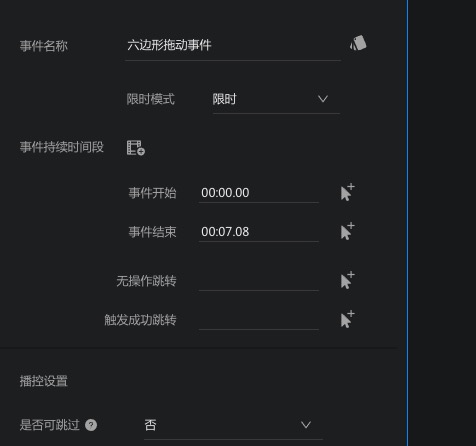 事件名称 六边形拖动事件
限时模式 限时
事件持续时间段
事件开始 00:00.00
事件结束 00:07.08
无操作跳转
触发成功跳转
播控设置
是否可跳过 ? 否